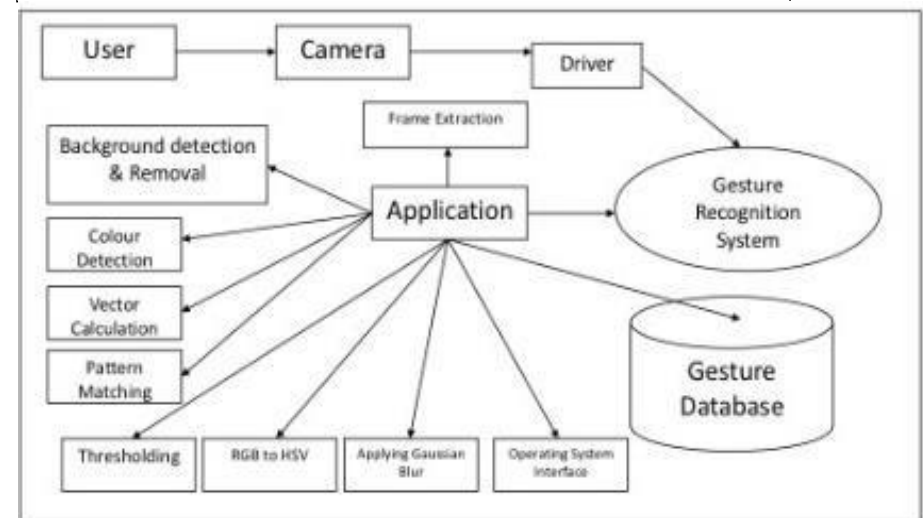 User
Camera
Driver
Frame Extraction
Background detection
& Removal
Application
Gesture
Recognition
System
Colour
Detection
Vector
Calculation
Pattern
Matching
Gesture
Database
Thresholding
RGB to HSV
Applying Gaussian
Blur
Operating System
Interface